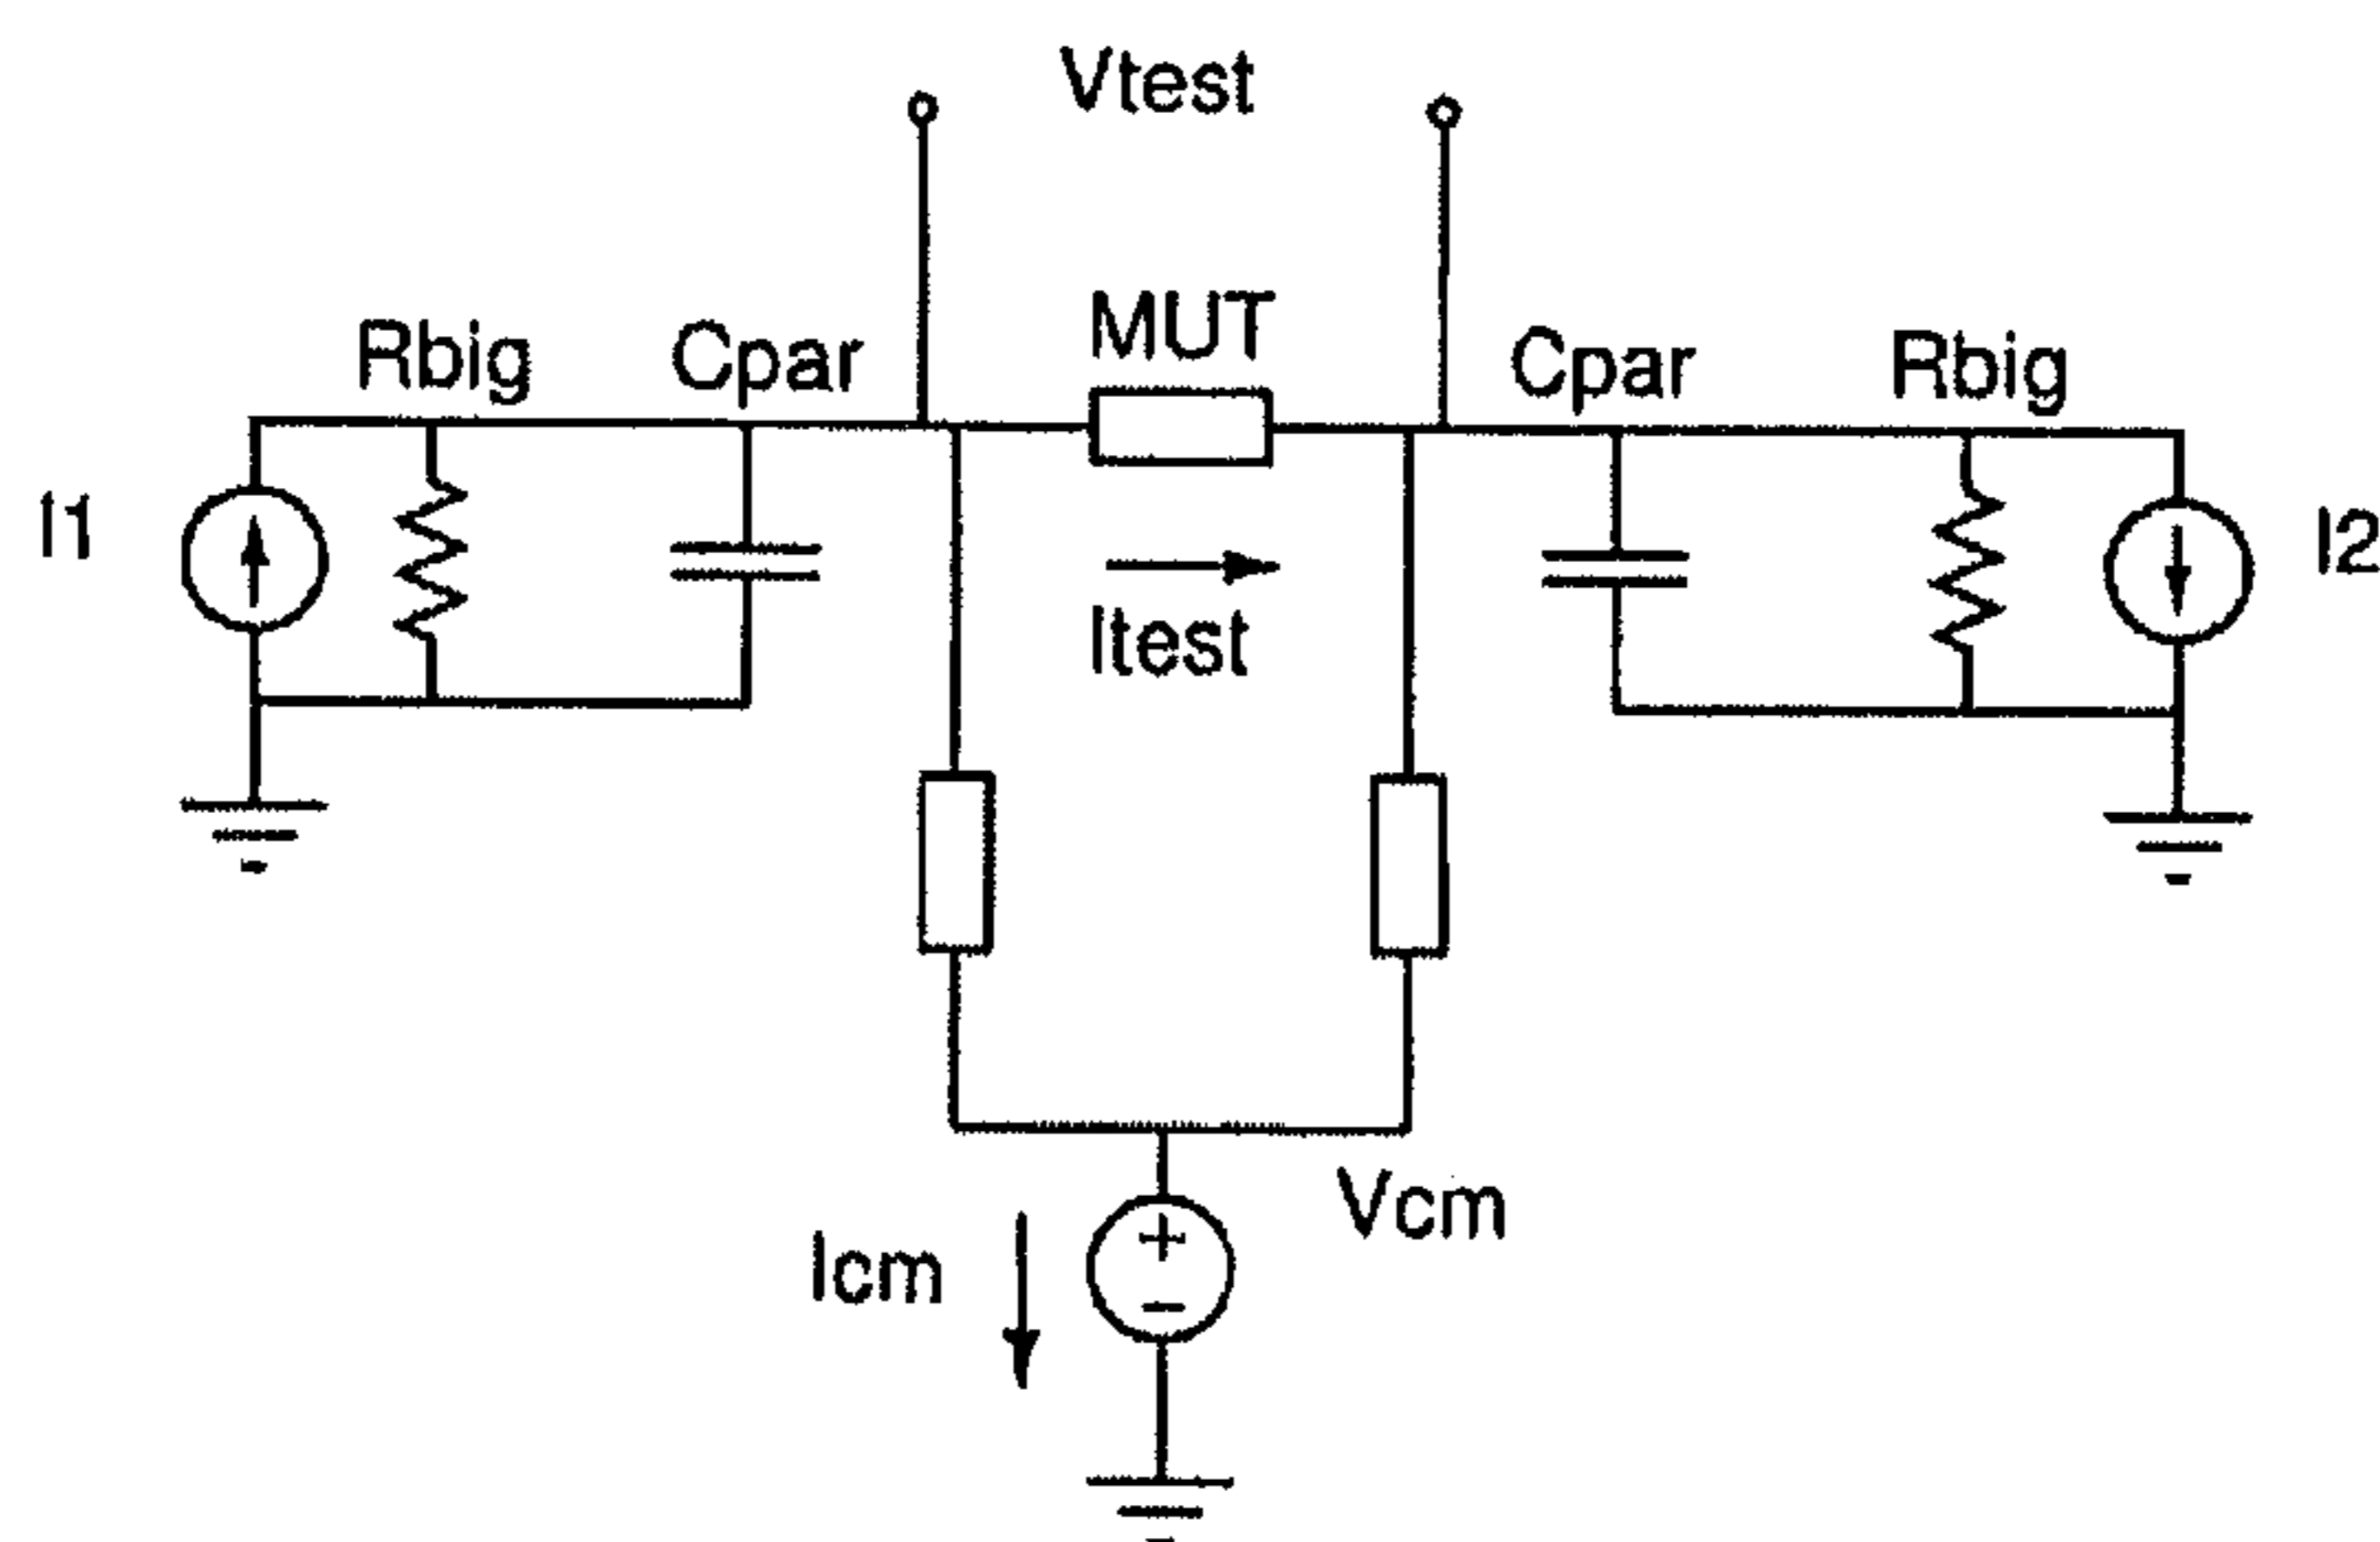 Vtest
MUT
Rbig
Cpar
Cpar
Rbig
I1
I2
Itest
Vcm
Icm
+
−